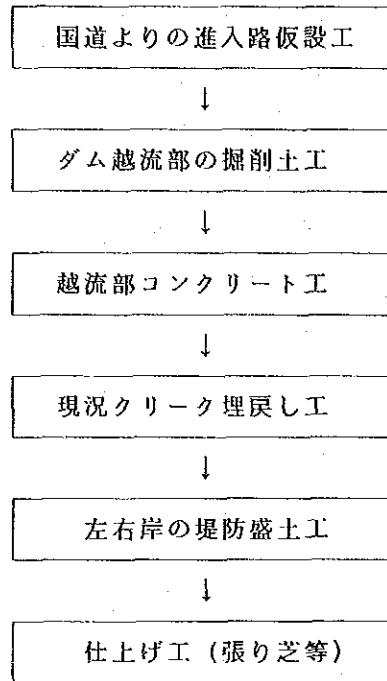 国道よりの進入路仮設工
↓
ダム越流部の掘削土工
↓
越流部コンクリート工
↓
現況クリーク埋戻し工
↓
左右岸の堤防盛土工
↓
仕上げ工(張り芝等)